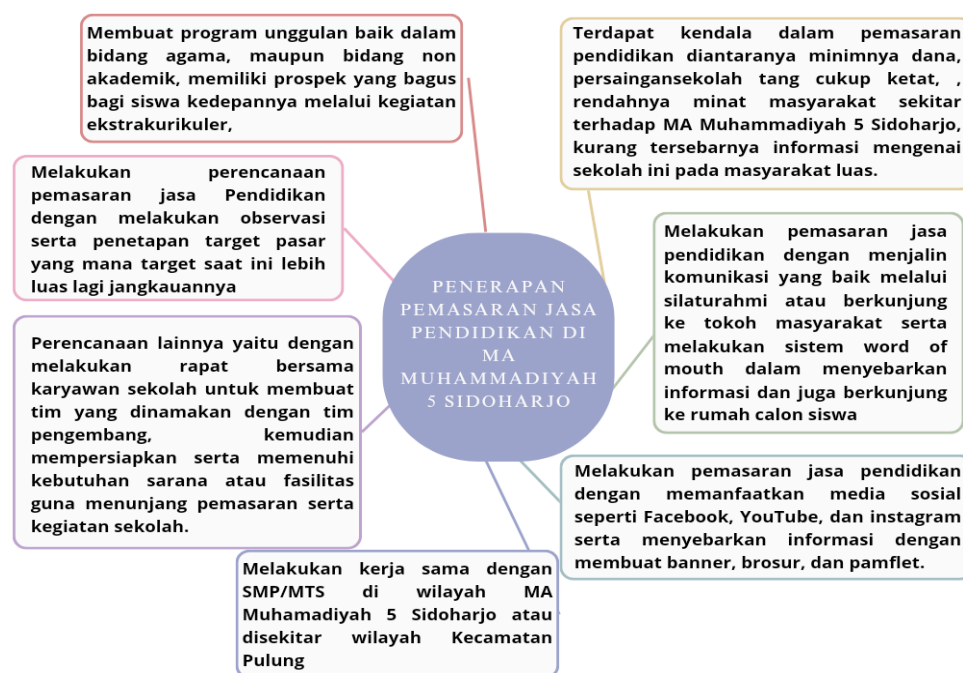 Membuat program unggulan baik dalam
bidang agama, maupun bidang non
akademik, memiliki prospek yang bagus
bagi siswa kedepannya melalui kegiatan
ekstrakurikuler,
Terdapat kendala dalam pemasaran
pendidikan diantaranya minimnya dana,
persaingansekolah tang cukup ketat, ,
rendahnya minat masyarakat sekitar
terhadap MA Muhammadiyah 5 Sidoharjo,
kurang tersebarnya informasi mengenai
sekolah ini pada masyarakat luas.
Melakukan perencanaan
pemasaran jasa Pendidikan
dengan melakukan observasi
serta penetapan target pasar
yang mana target saat ini lebih
luas lagi jangkauannya
Melakukan pemasaran jasa
pendidikan dengan menjalin
komunikasi yang baik melalui
silaturahmi atau berkunjung
ke tokoh masyarakat serta
melakukan sistem word of
mouth dalam menyebarkan
informasi dan juga berkunjung
ke rumah calon siswa
PENERAPAN
PEMASARAN JASA
PENDIDIKAN DI
MA
MUHAMMADIYAH
5 SIDOHARJO
Perencanaan lainnya yaitu dengan
melakukan rapat bersama
karyawan sekolah untuk membuat
tim yang dinamakan dengan tim
pengembang, kemudian
mempersiapkan serta memenuhi
kebutuhan sarana atau fasilitas
guna menunjang pemasaran serta
kegiatan sekolah.
Melakukan pemasaran jasa pendidikan
dengan memanfaatkan media sosial
seperti Facebook, YouTube, dan instagram
serta menyebarkan informasi dengan
membuat banner, brosur, dan pamflet.
Melakukan kerja sama dengan
SMP/MTS di wilayah MA
Muhamadiyah 5 Sidoharjo atau
disekitar wilayah Kecamatan
Pulung